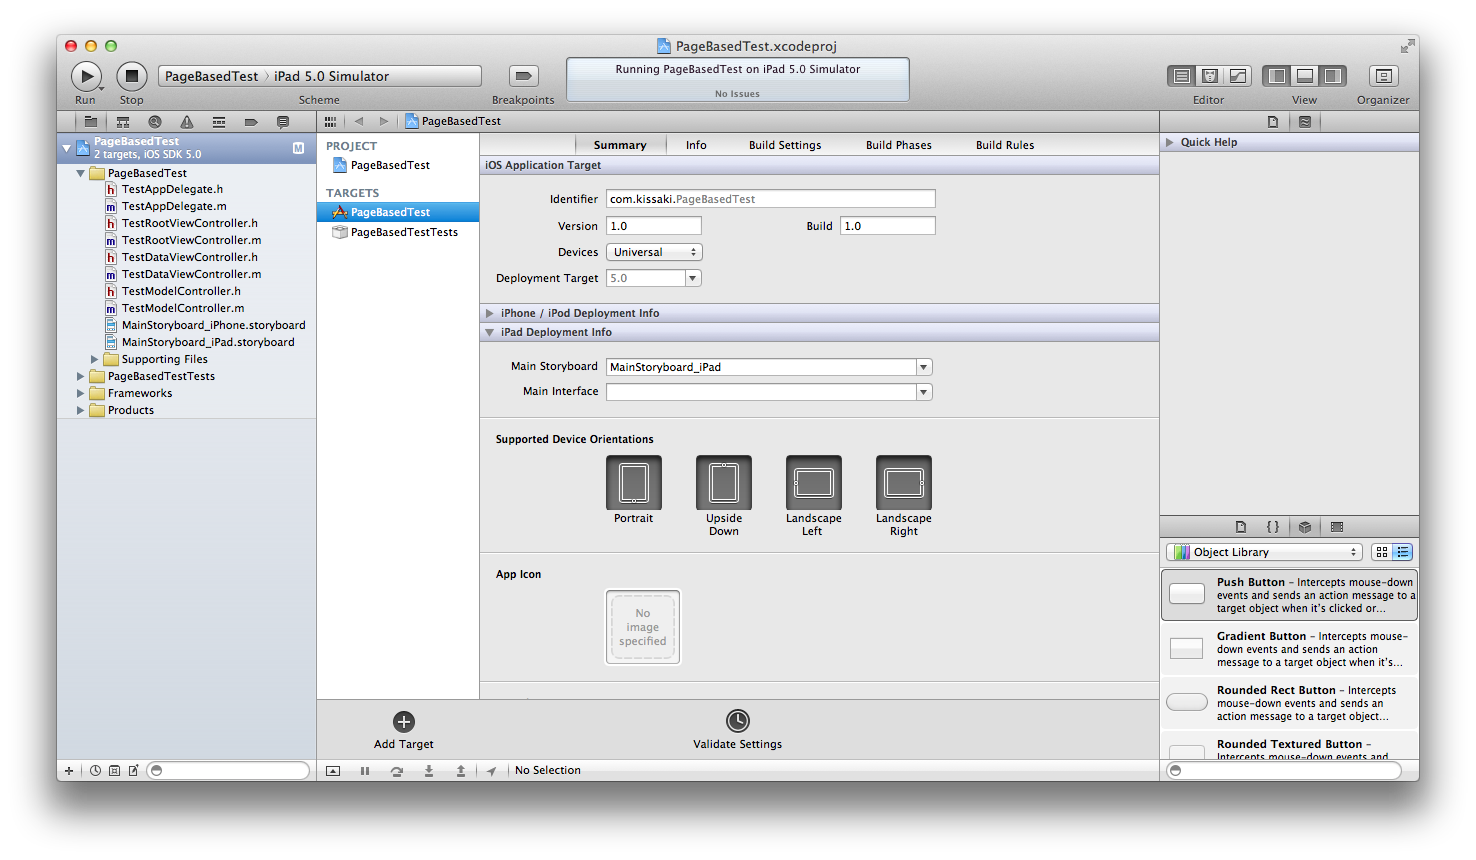 PageBasedTest.xcodeproj
PageBasedTest 〉 iPad 5.0 Simulator
Running PageBasedTest on iPad 5.0 Simulator
No Issues
Run
Stop
Scheme
Breakpoints
Editor
View
Organizer
PageBasedTest
PageBasedTest
2 targets, iOS SDK 5.0
M
PageBasedTest
h TestAppDelegate.h
m TestAppDelegate.m
h TestRootViewController.h
m TestRootViewController.m
h TestDataViewController.h
m TestDataViewController.m
h TestModelController.h
m TestModelController.m
MainStoryboard_iPhone.storyboard
MainStoryboard_iPad.storyboard
Supporting Files
PageBasedTestTests
Frameworks
Products
PROJECT
PageBasedTest
TARGETS
PageBasedTest
PageBasedTestTests
Summary
Info
Build Settings
Build Phases
Build Rules
iOS Application Target
Identifier com.kissaki.PageBasedTest
Version 1.0
Build 1.0
Devices Universal
Deployment Target 5.0
iPhone / iPod Deployment Info
iPad Deployment Info
Main Storyboard MainStoryboard_iPad
Main Interface
Supported Device Orientations
Portrait
Upside
Down
Landscape
Left
Landscape
Right
App Icon
No
image
specified
Add Target
Validate Settings
No Selection
Quick Help
{ }
Object Library
Push Button – Intercepts mouse-down
events and sends an action message to a
target object when it's clicked or...
Gradient Button – Intercepts mouse-
down events and sends an action
message to a target object when it's...
Rounded Rect Button – Intercepts
mouse-down events and sends an
action message to a target object...
Rounded Textured Button –
Intercepts mouse-down events and